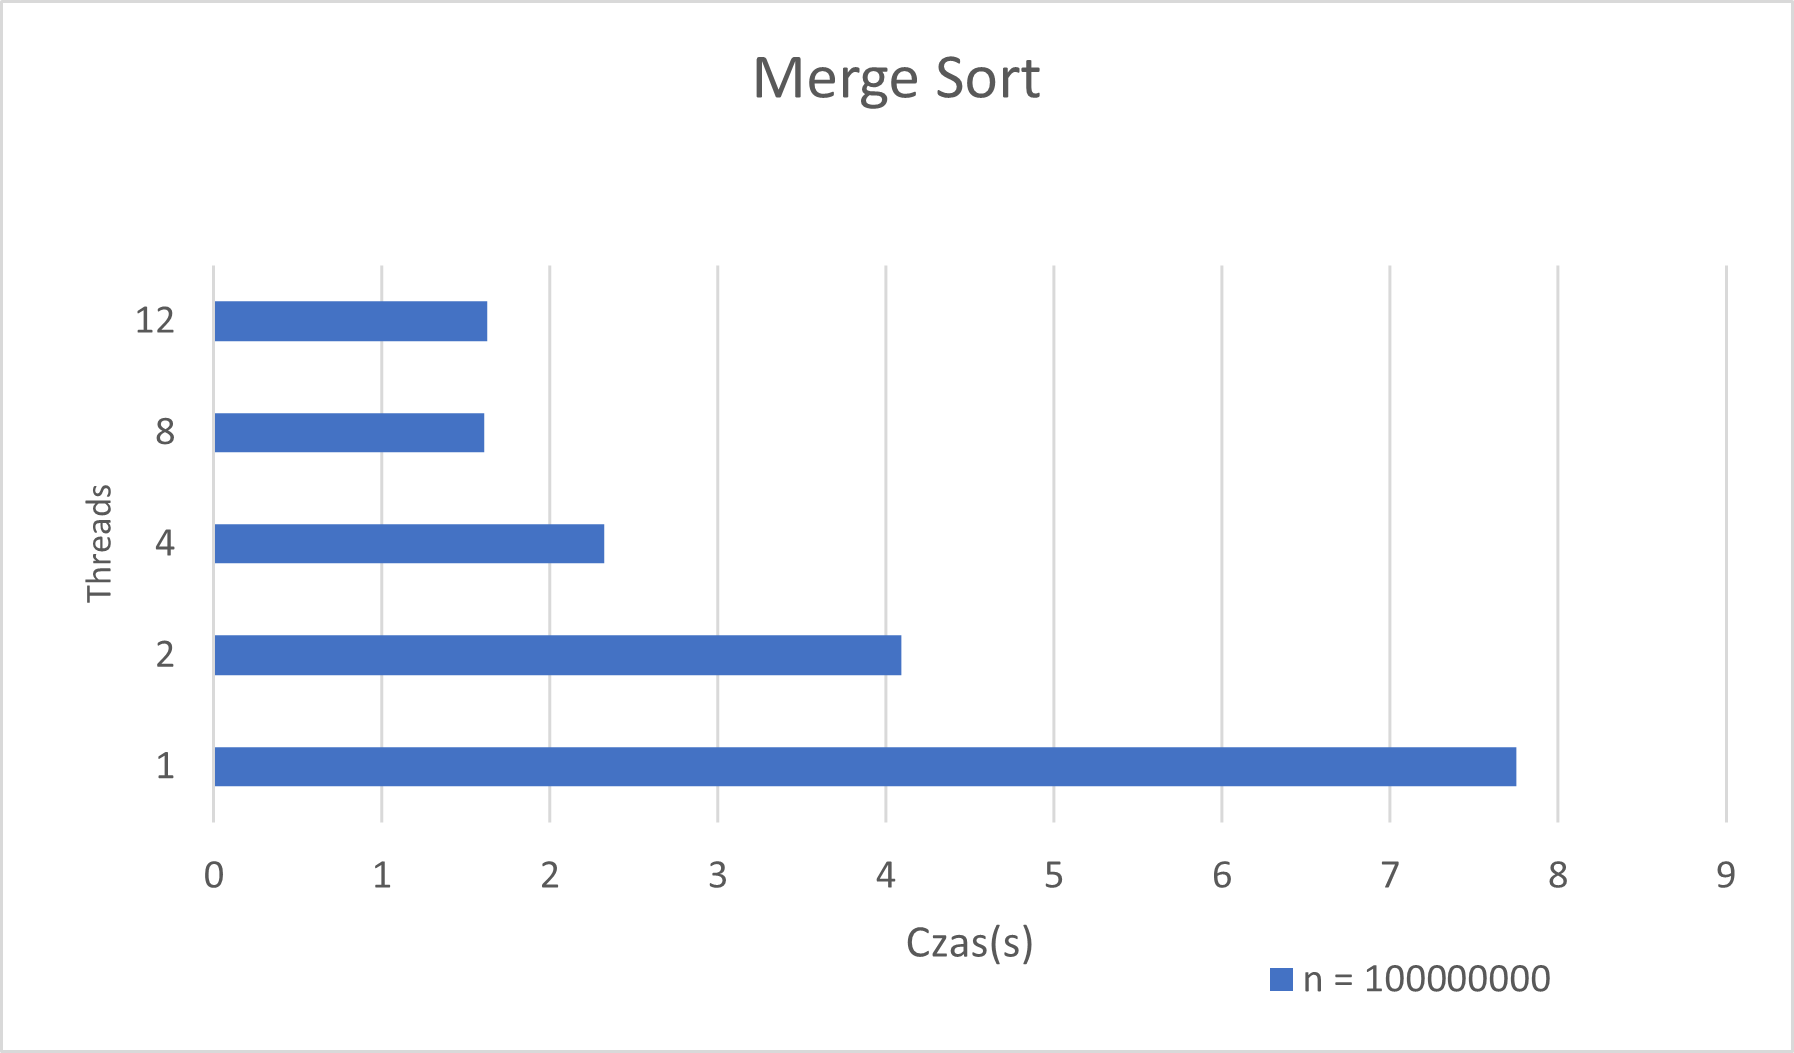 Merge Sort
12
8
4
2
1
Threads
0 1 2 3 4 5 6 7 8 9
Czas(s)
n = 100000000